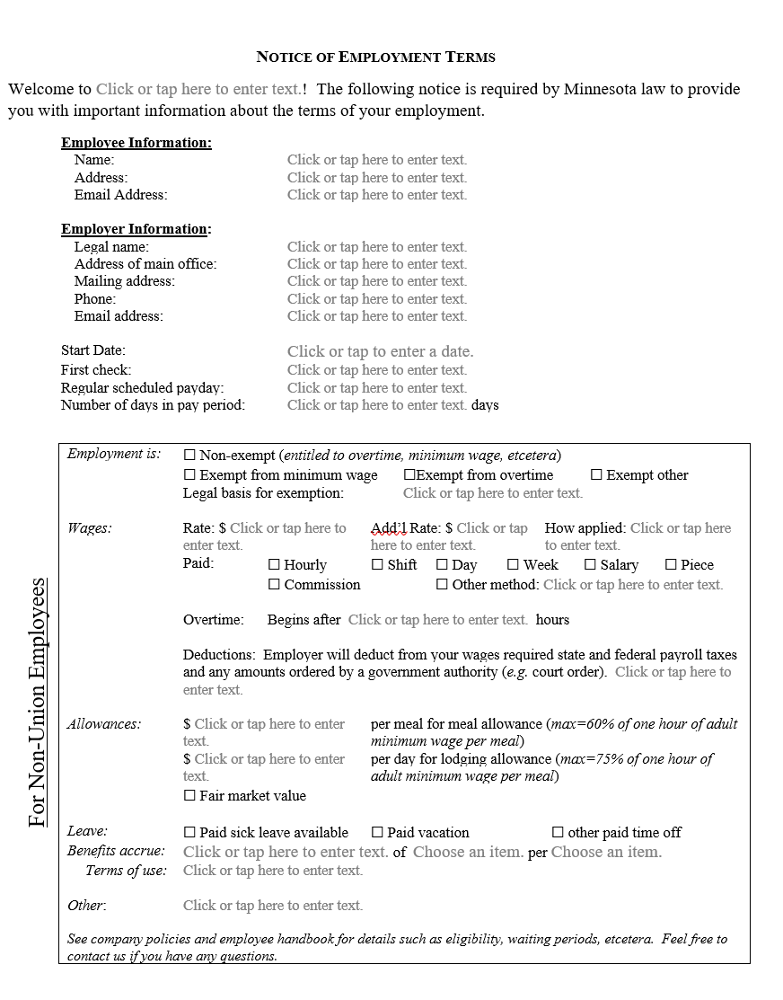 NOTICE OF EMPLOYMENT TERMS
Welcome to Click or tap here to enter text.! The following notice is required by Minnesota law to provide
you with important information about the terms of your employment.
Employee Information:
Name: Click or tap here to enter text.
Address: Click or tap here to enter text.
Email Address: Click or tap here to enter text.
Employer Information:
Legal name: Click or tap here to enter text.
Address of main office: Click or tap here to enter text.
Mailing address: Click or tap here to enter text.
Phone: Click or tap here to enter text.
Email address: Click or tap here to enter text.
Start Date: Click or tap to enter a date.
First check: Click or tap here to enter text.
Regular scheduled payday: Click or tap here to enter text.
Number of days in pay period: Click or tap here to enter text. days
For Non-Union Employees
Employment is: ☐ Non-exempt (entitled to overtime, minimum wage, etcetera)
☐ Exempt from minimum wage ☐Exempt from overtime ☐ Exempt other
Legal basis for exemption: Click or tap here to enter text.
Wages: Rate: $ Click or tap here to Add'l Rate: $ Click or tap How applied: Click or tap here
enter text. here to enter text. to enter text.
Paid: ☐ Hourly ☐ Shift ☐ Day ☐ Week ☐ Salary ☐ Piece
☐ Commission ☐ Other method: Click or tap here to enter text.
Overtime: Begins after Click or tap here to enter text. hours
Deductions: Employer will deduct from your wages required state and federal payroll taxes
and any amounts ordered by a government authority (e.g. court order). Click or tap here to
enter text.
Allowances: $ Click or tap here to enter per meal for meal allowance (max=60% of one hour of adult
text. minimum wage per meal)
$ Click or tap here to enter per day for lodging allowance (max=75% of one hour of
text. adult minimum wage per meal)
☐ Fair market value
Leave: ☐ Paid sick leave available ☐ Paid vacation ☐ other paid time off
Benefits accrue: Click or tap here to enter text. of Choose an item. per Choose an item.
Terms of use: Click or tap here to enter text.
Other: Click or tap here to enter text.
See company policies and employee handbook for details such as eligibility, waiting periods, etcetera. Feel free to
contact us if you have any questions.